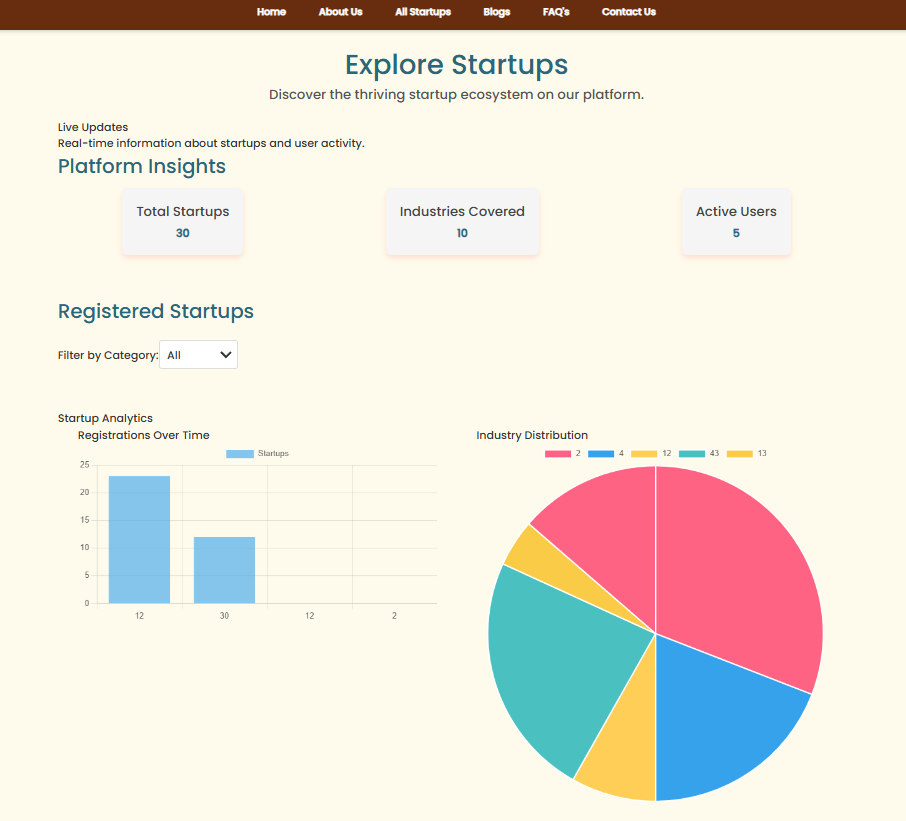 Home About Us All Startups Blogs FAQ's Contact Us
Explore Startups
Discover the thriving startup ecosystem on our platform.
Live Updates
Real-time information about startups and user activity.
Platform Insights
Total Startups
30
Industries Covered
10
Active Users
5
Registered Startups
Filter by Category: All
Startup Analytics
Registrations Over Time
Startups
25
20
15
10
5
0
12 30 12 2
Industry Distribution
2 4 12 43 13